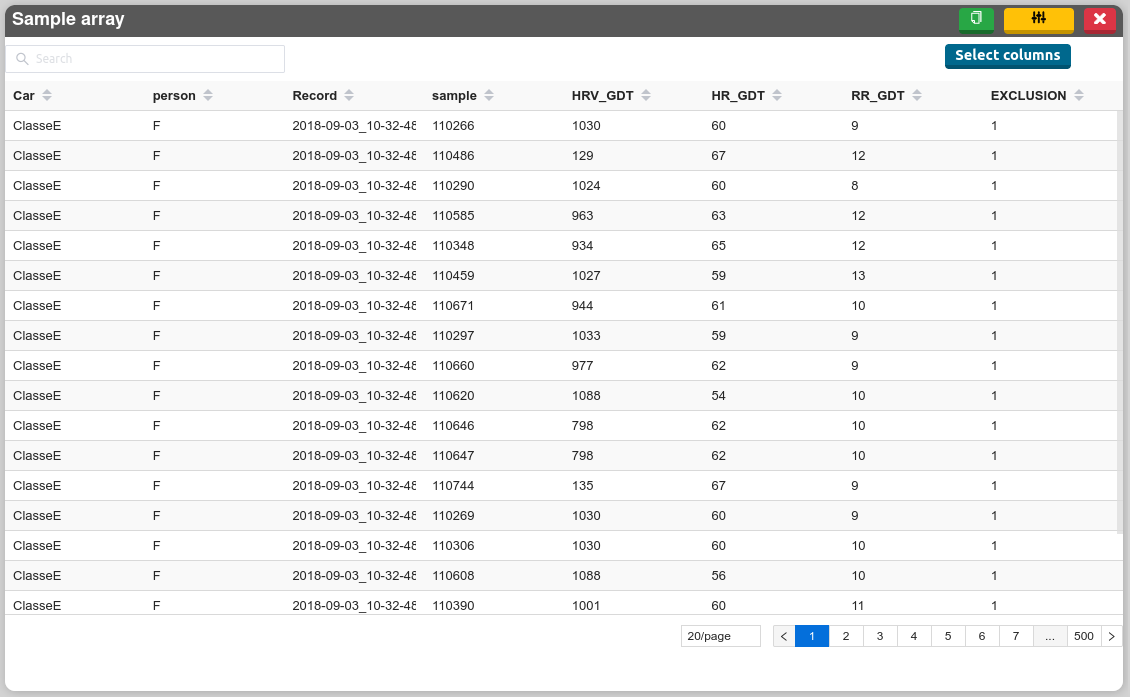 Sample array
Search
Select columns
Car person Record sample HRV_GDT HR_GDT RR_GDT EXCLUSION
ClasseE F 2018-09-03_10-32-48 110266 1030 60 9 1
ClasseE F 2018-09-03_10-32-48 110486 129 67 12 1
ClasseE F 2018-09-03_10-32-48 110290 1024 60 8 1
ClasseE F 2018-09-03_10-32-48 110585 963 63 12 1
ClasseE F 2018-09-03_10-32-48 110348 934 65 12 1
ClasseE F 2018-09-03_10-32-48 110459 1027 59 13 1
ClasseE F 2018-09-03_10-32-48 110671 944 61 10 1
ClasseE F 2018-09-03_10-32-48 110297 1033 59 9 1
ClasseE F 2018-09-03_10-32-48 110660 977 62 9 1
ClasseE F 2018-09-03_10-32-48 110620 1088 54 10 1
ClasseE F 2018-09-03_10-32-48 110646 798 62 10 1
ClasseE F 2018-09-03_10-32-48 110647 798 62 10 1
ClasseE F 2018-09-03_10-32-48 110744 135 67 9 1
ClasseE F 2018-09-03_10-32-48 110269 1030 60 9 1
ClasseE F 2018-09-03_10-32-48 110306 1030 60 10 1
ClasseE F 2018-09-03_10-32-48 110608 1088 56 10 1
ClasseE F 2018-09-03_10-32-48 110390 1001 60 11 1
20/page < 1 2 3 4 5 6 7 ... 500 >